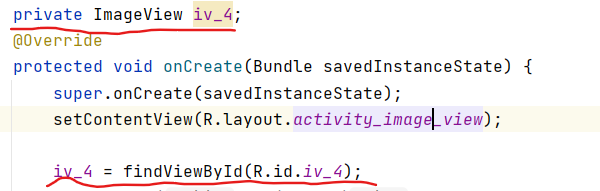 private ImageView iv_4;
@Override
protected void onCreate(Bundle savedInstanceState) {
super.onCreate(savedInstanceState);
setContentView(R.layout.activity_image_view);
iv_4 = findViewById(R.id.iv_4);